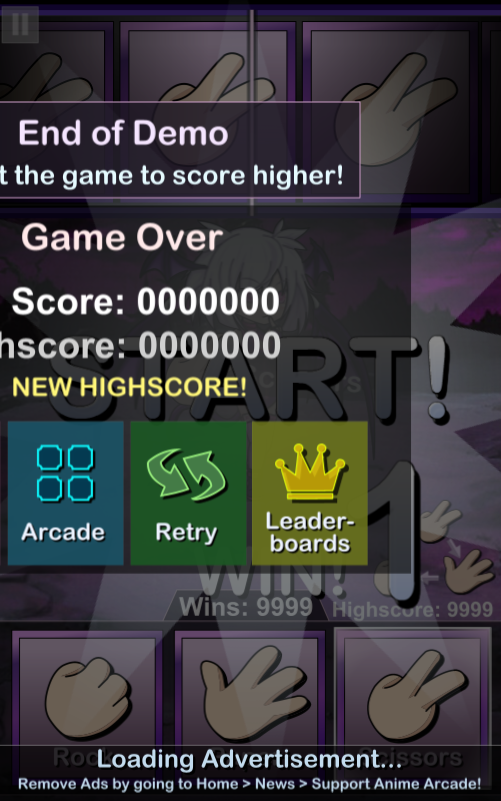 End of Demo
t the game to score higher!
Game Over
Score: 0000000
hscore: 0000000
NEW HIGHSCORE!
START!
Arcade
Retry
Leader-
boards
1
WIN!
Wins: 9999
Highscore: 9999
Scissors
Loading Advertisement...
Remove Ads by going to Home > News > Support Anime Arcade!